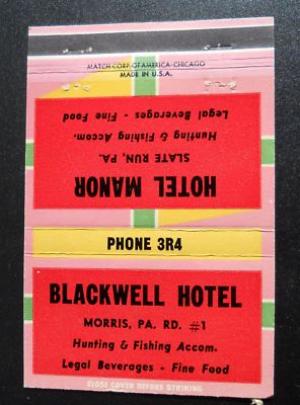 MATCH CORP. OF AMERICA-CHICAGO
MADE IN U.S.A.
HOTEL MANOR
SLATE RUN, PA.
Hunting & Fishing Accom.
Legal Beverages - Fine Food
PHONE 3R4
BLACKWELL HOTEL
MORRIS, PA. RD. #1
Hunting & Fishing Accom.
Legal Beverages - Fine Food
CLOSE COVER BEFORE STRIKING